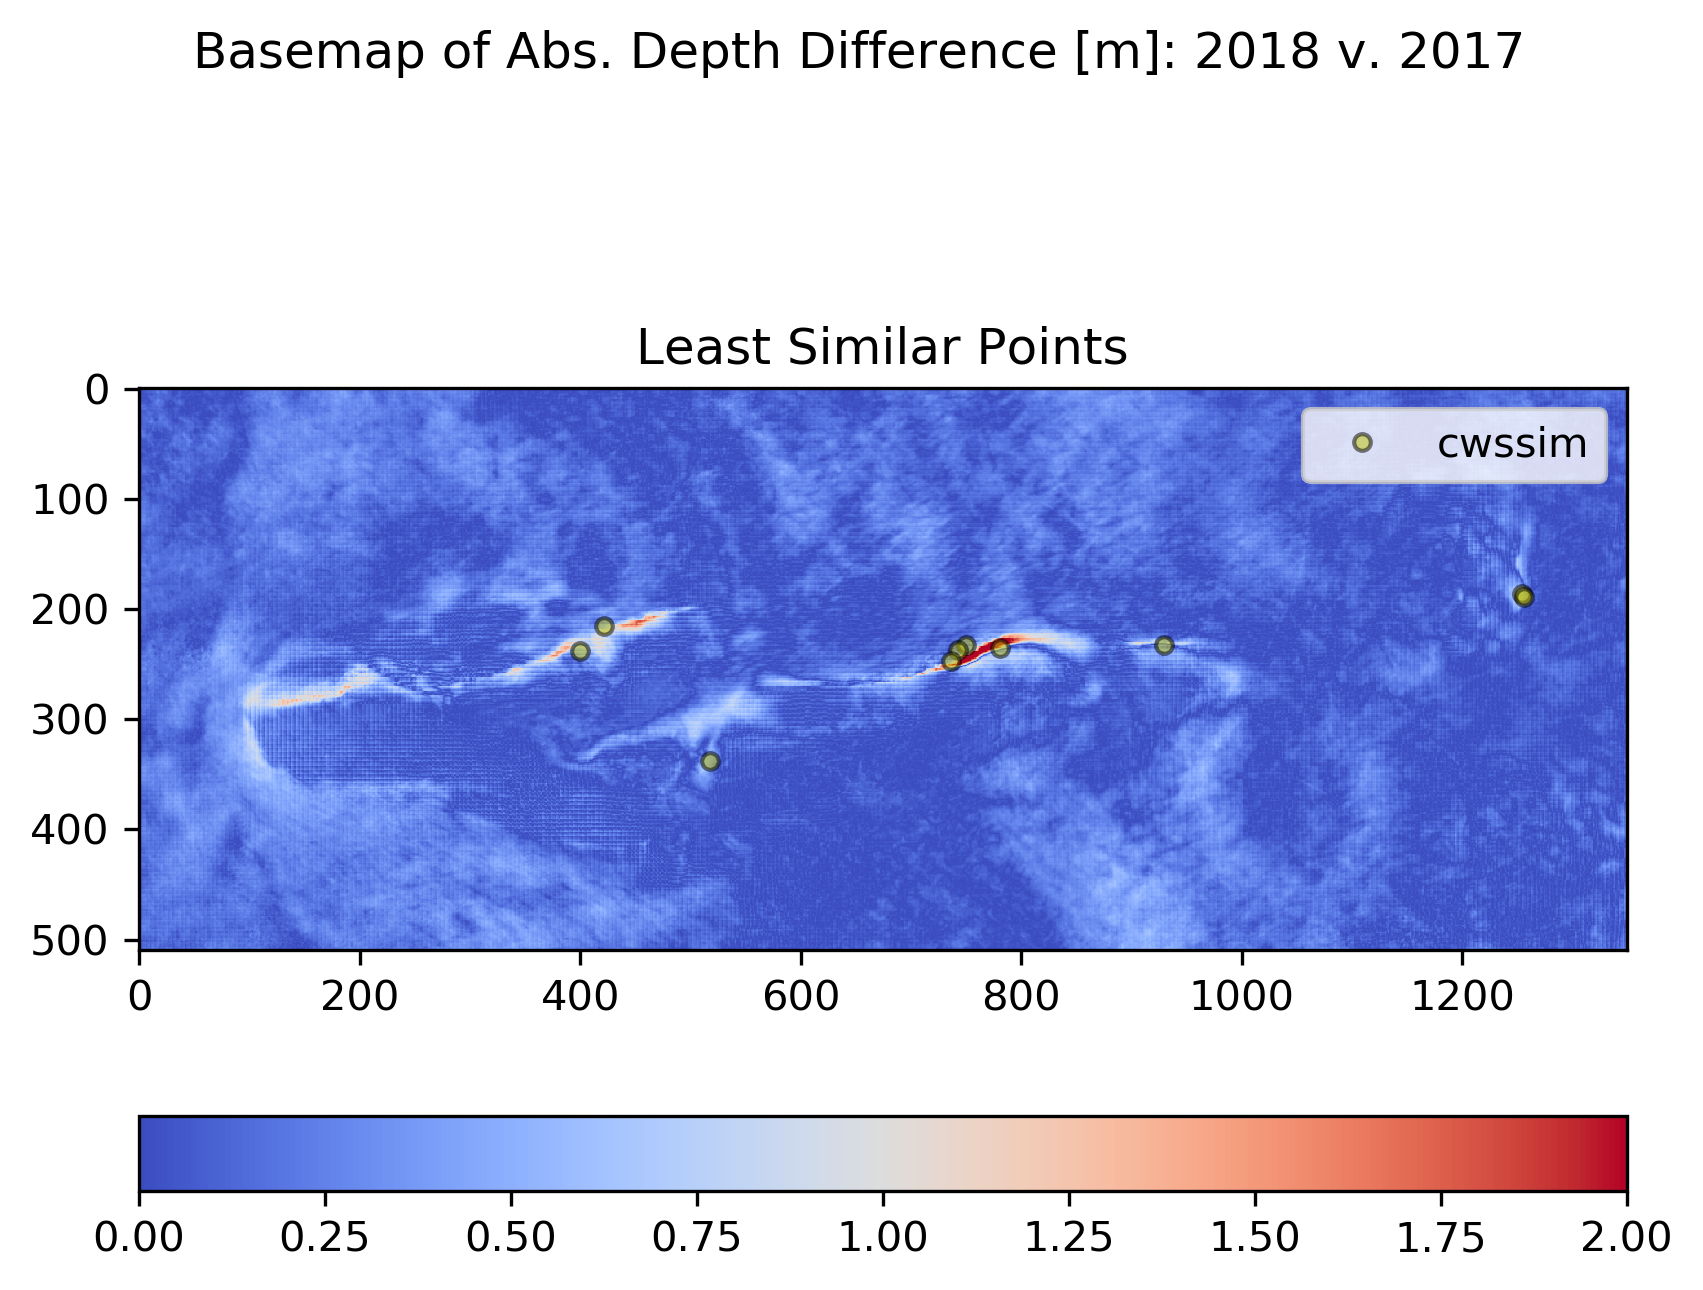 Basemap of Abs. Depth Difference [m]: 2018 v. 2017
Least Similar Points
cwssim
0
100
200
300
400
500
0 200 400 600 800 1000 1200
0.00 0.25 0.50 0.75 1.00 1.25 1.50 1.75 2.00